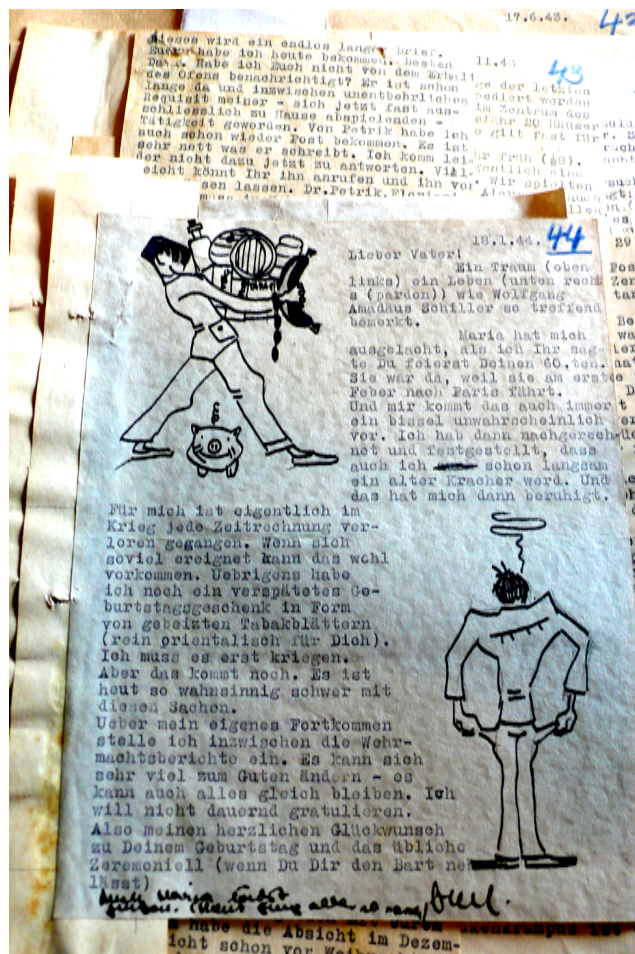 17.6.43.
43
Dieses wird ein endlos langer Brief.
Euern habe ich heute bekommen. Besten
Dank. Habe ich Euch nicht von dem Erhalt
des Ofens benachrichtigt? Er ist schon
lange da und inzwischen unentbehrliches
Requisit meiner - sich jetzt fast aus-
schliesslich zu Hause abspielenden -
Tätigkeit geworden. Von Petrik habe ich
auch schon wieder Post bekommen. Es ist
sehr nett was er schreibt. Ich komm lei-
der nicht dazu jetzt zu antworten. Viel-
eicht könnt Ihr ihn anrufen und ihn vor
sen lassen. Dr.Petrik,
11.43
ge der letzten
pediert worden
im Zentrum des
efähr 20 Häuser
o gilt fast für
früh
Wir spielten
18.1.44. 44
Lieber Vater!
Ein Traum (oben
links) ein Leben (unten recht
s (pardon)) wie Wolfgang
Amadäus Schiller so treffend
bemerkt.
Maria hat mich
ausgelacht, als ich Ihr sag-
te Du feierst Deinen 60.ten.
Sie war da, weil sie am erste
Feber nach Paris fährt.
Und mir kommt das auch immer
ein bissel unwahrscheinlich
vor. Ich hab dann nachgerech-
net und festgestellt, dass
auch ich schon langsam
ein alter Kracher werd. Und
das hat mich dann beruhigt.
Für mich ist eigentlich im
Krieg jede Zeitrechnung ver-
loren gegangen. Wenn sich
soviel ereignet kann das wohl
vorkommen. Uebrigens habe
ich noch ein verspätetes Ge-
burtstagsgeschenk in Form
von gebeizten Tabakblättern
(rein orientalisch für Dich).
Ich muss es erst kriegen.
Aber das kommt noch. Es ist
heut so wahnsinnig schwer mit
diesen Sachen.
Ueber mein eigenes Fortkommen
stelle ich inzwischen die Wehr-
machtsberichte ein. Es kann sich
sehr viel zum Guten ändern - es
kann auch alles gleich bleiben. Ich
will nicht dauernd gratulieren.
Also meinen herzlichen Glückwunsch
zu Deinem Geburtstag und das übliche
Zeremoniell (wenn Du Dir den Bart
lässt)
Maria
habe die Absicht im Dezem-
icht schon vor